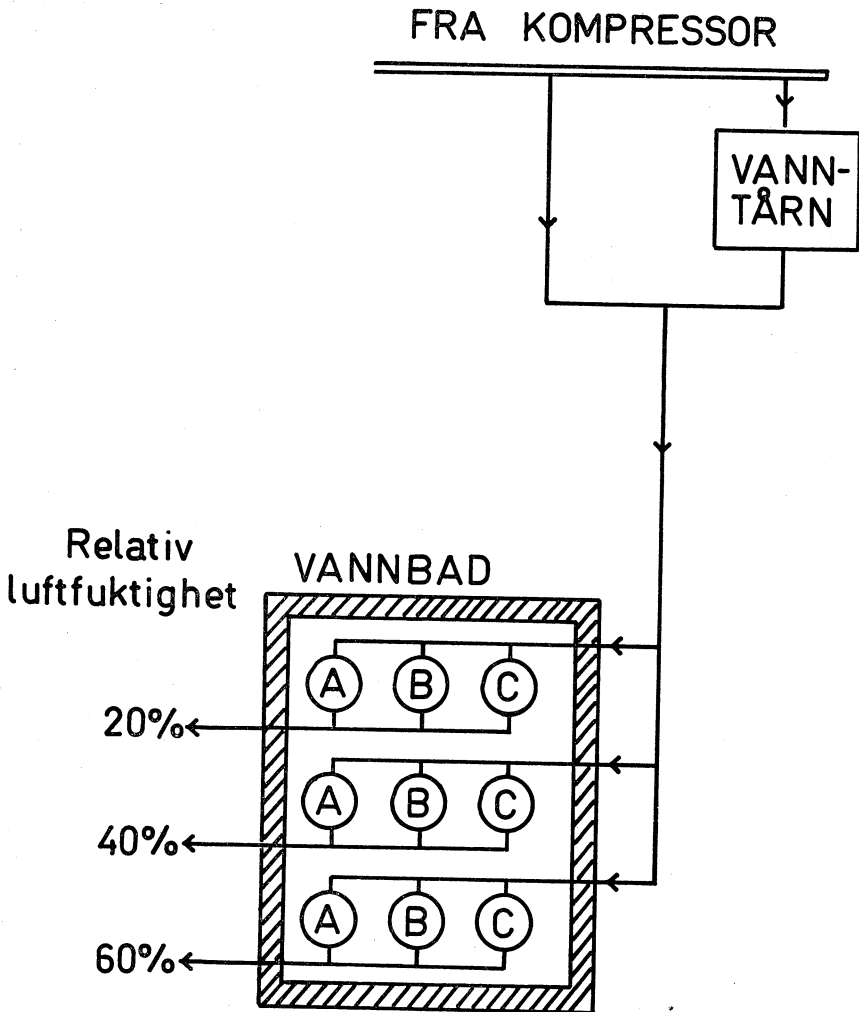 FRA KOMPRESSOR
VANN-
TÅRN
Relativ
luftfuktighet
VANNBAD
A B C
20%
A B C
40%
A B C
60%